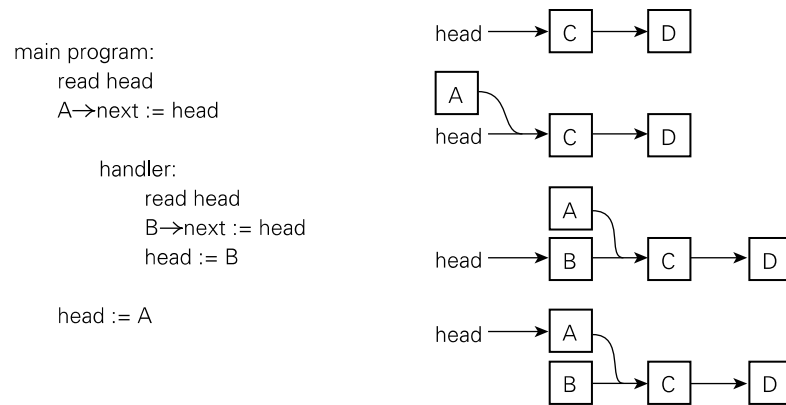 main program:
read head
A→next := head
handler:
read head
B→next := head
head := B
head := A
head C D
A
head C D
A
head B C D
head A
B C D